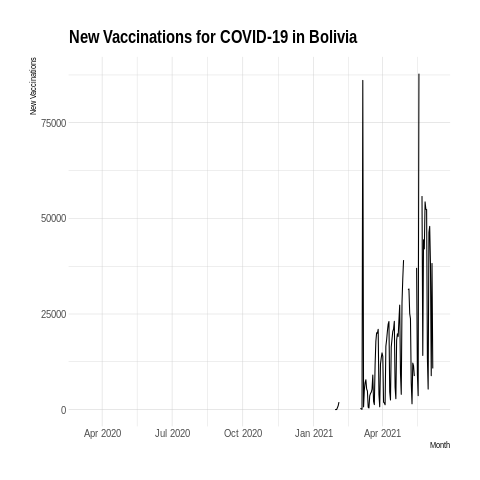 New Vaccinations for COVID-19 in Bolivia
New Vaccinations
75000
50000
25000
0
Apr 2020
Jul 2020
Oct 2020
Jan 2021
Apr 2021
Month